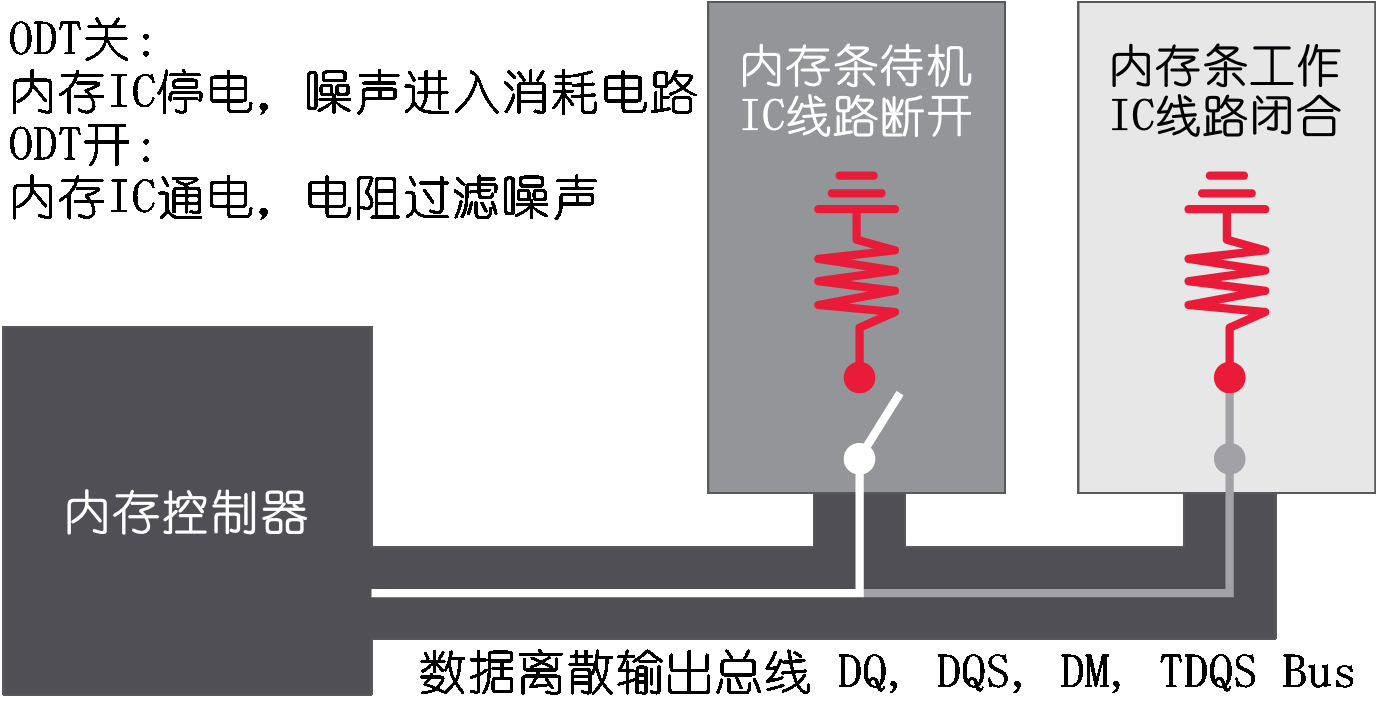 ODT关:
内存IC停电, 噪声进入消耗电路
ODT开:
内存IC通电, 电阻过滤噪声
内存条待机
IC线路断开
内存条工作
IC线路闭合
内存控制器
数据离散输出总线 DQ, DQS, DM, TDQS Bus